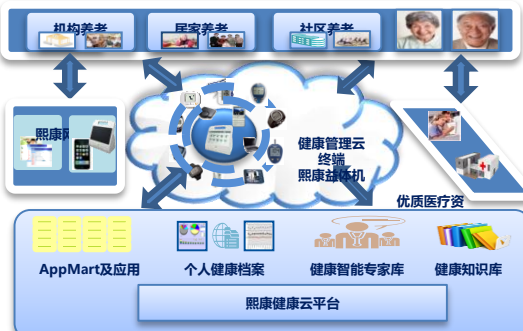 机构养老
居家养老
社区养老
熙康
健康管理云
终端
熙康益体机
优质医疗资
AppMart及应用
个人健康档案
健康智能专家库
健康知识库
熙康健康云平台